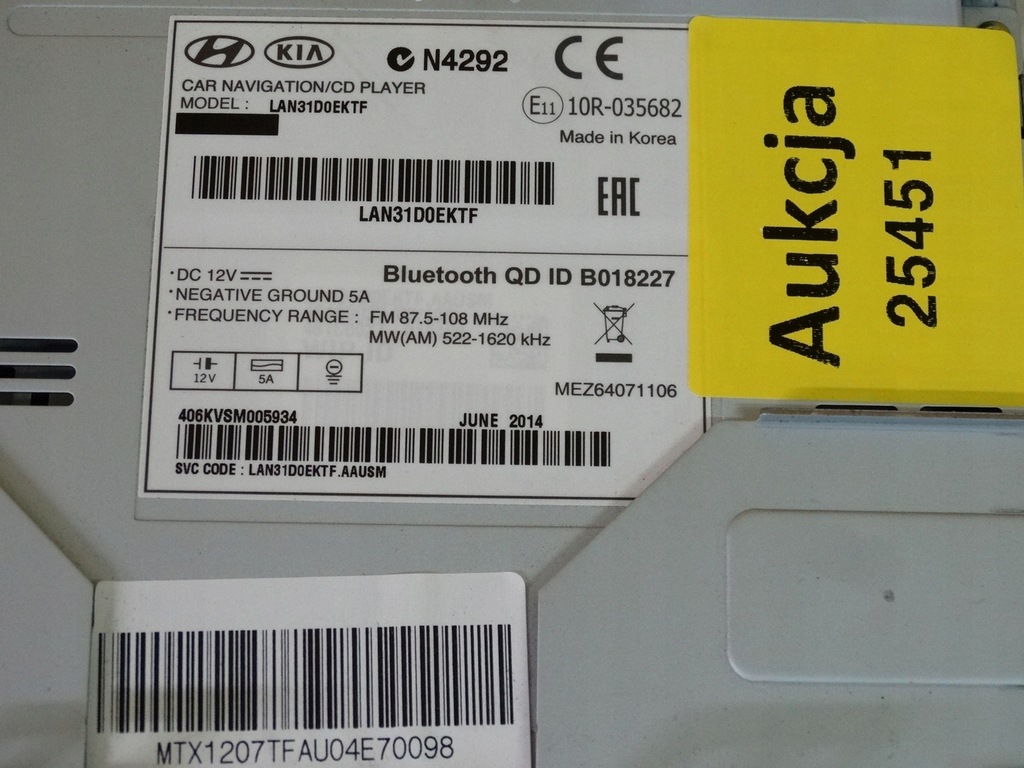 KIA
N4292
CE
CAR NAVIGATION/CD PLAYER
MODEL : LAN31D0EKTF
E11 10R-035682
Made in Korea
LAN31D0EKTF
EAC
DC 12V
Bluetooth QD ID B018227
NEGATIVE GROUND 5A
FREQUENCY RANGE : FM 87.5-108 MHz
MW(AM) 522-1620 kHz
12V
5A
MEZ64071106
406KVSM005934
JUNE 2014
SVC CODE : LAN31D0EKTF.AAUSM
Aukcja
25451
MTX1207TFAU04E70098